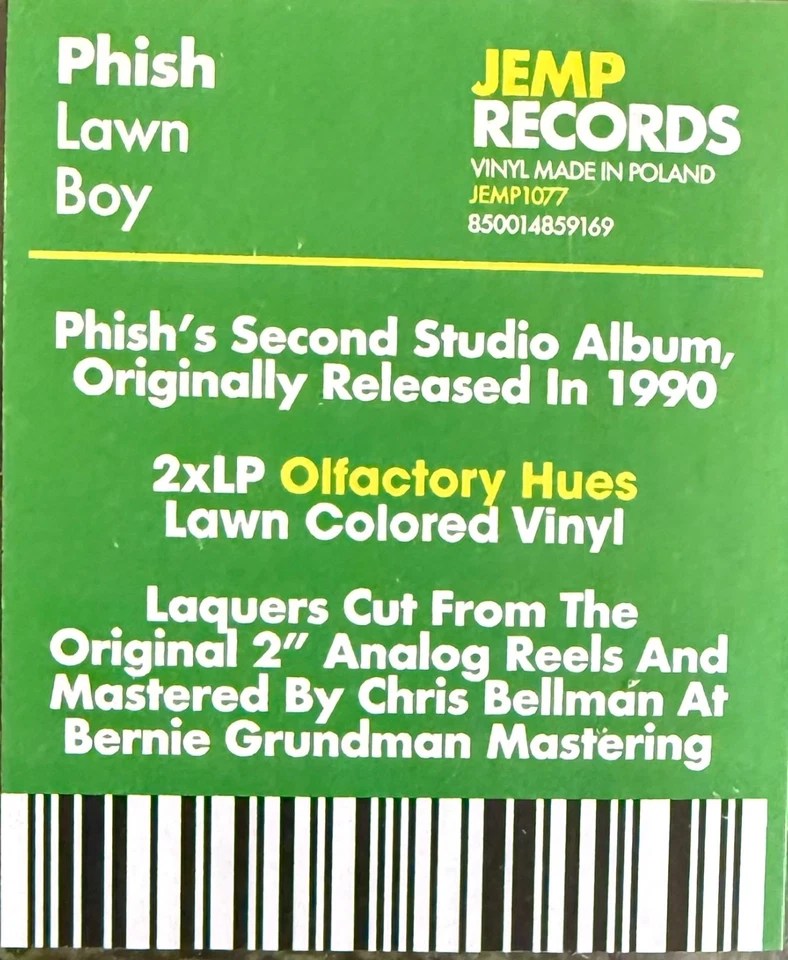 Phish
Lawn
Boy
JEMP
RECORDS
VINYL MADE IN POLAND
JEMP1077
850014859169
Phish's Second Studio Album,
Originally Released In 1990
2xLP Olfactory Hues
Lawn Colored Vinyl
Laquers Cut From The
Original 2" Analog Reels And
Mastered By Chris Bellman At
Bernie Grundman Mastering